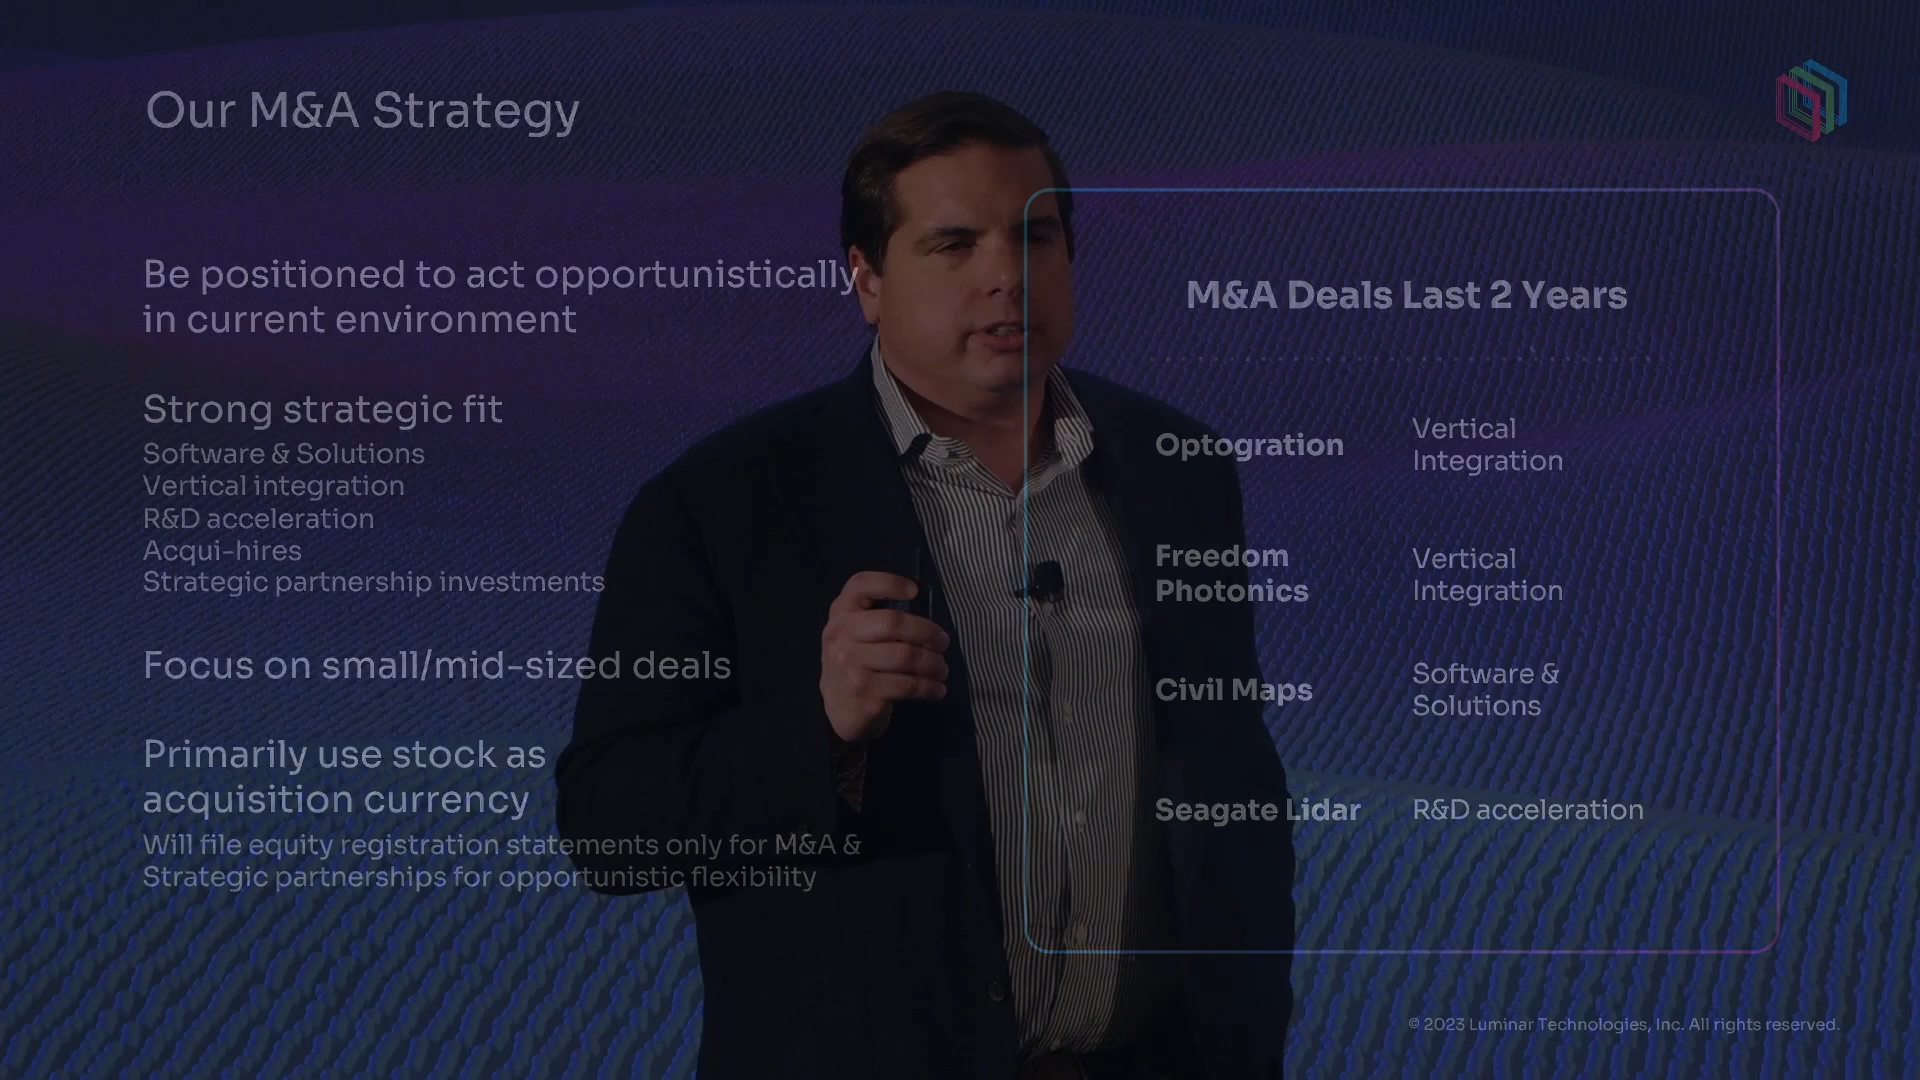 Our M&A Strategy
Be positioned to act opportunistically
in current environment
Strong strategic fit
Software & Solutions
Vertical integration
R&D acceleration
Acqui-hires
Strategic partnership investments
Focus on small/mid-sized deals
Primarily use stock as
acquisition currency
Will file equity registration statements only for M&A &
Strategic partnerships for opportunistic flexibility
M&A Deals Last 2 Years
Optogration
Vertical
Integration
Freedom
Photonics
Vertical
Integration
Civil Maps
Software &
Solutions
Seagate Lidar
R&D acceleration
© 2023 Luminar Technologies, Inc. All rights reserved.